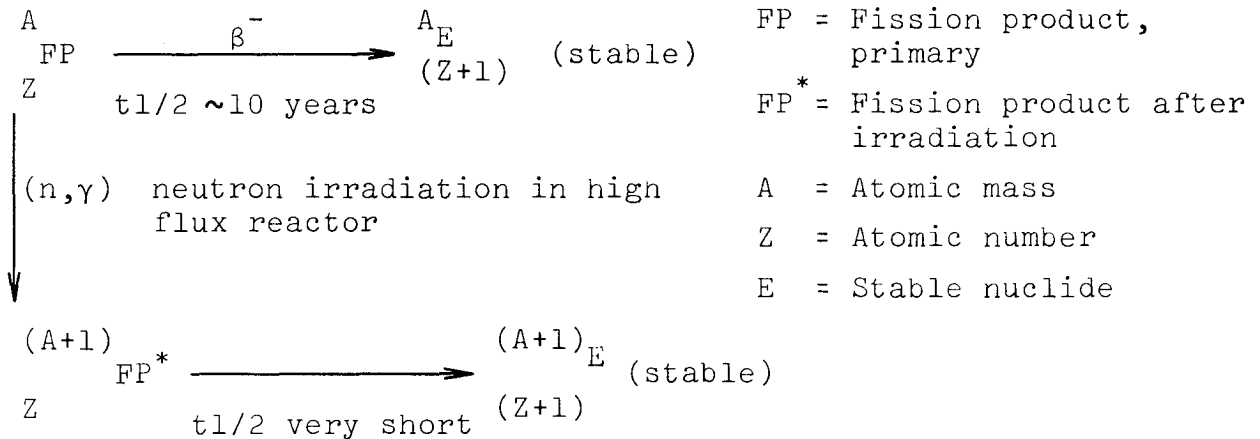 A
FP
Z
β⁻
t1/2 ~10 years
A
E
(Z+1)
(stable)
(n,γ) neutron irradiation in high
flux reactor
(A+1)
FP*
Z
t1/2 very short
(A+1)
E
(Z+1)
(stable)
FP = Fission product,
primary
FP* = Fission product after
irradiation
A = Atomic mass
Z = Atomic number
E = Stable nuclide